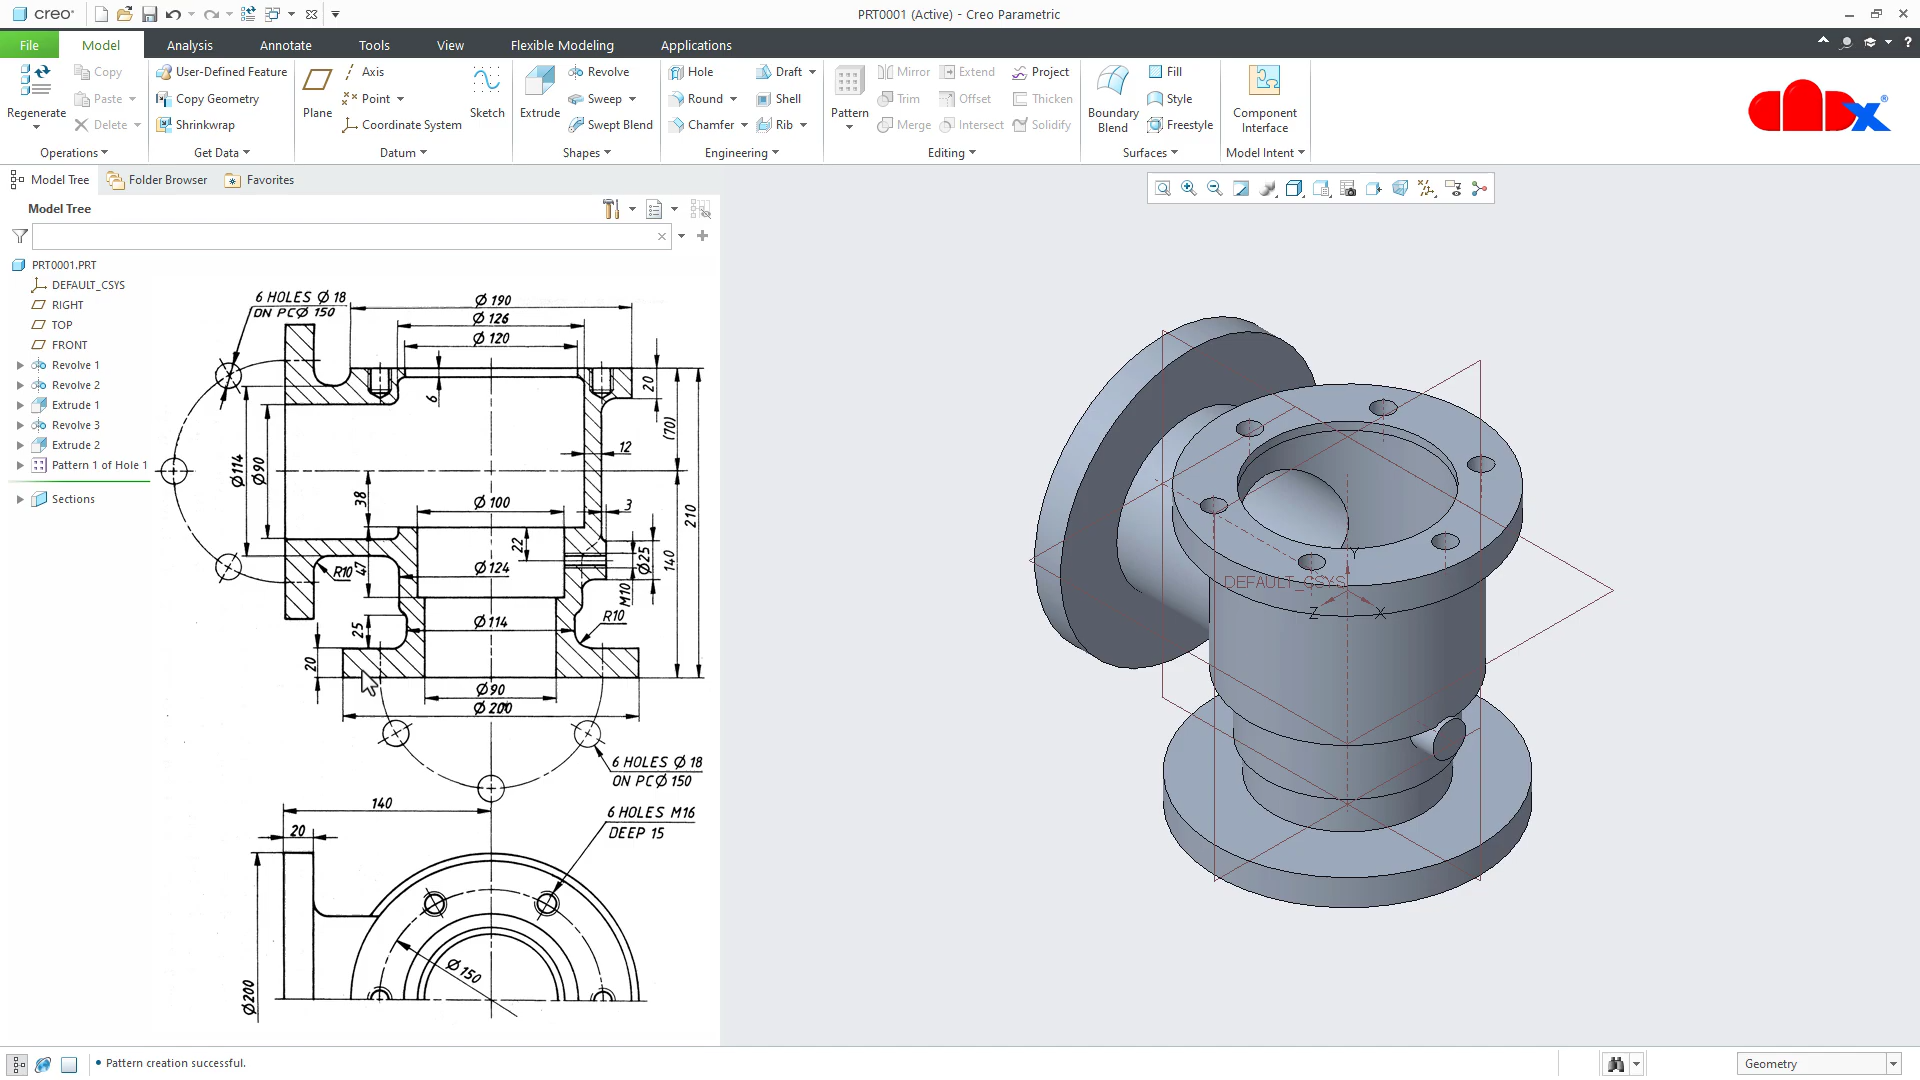 creo°
PRT0001 (Active) - Creo Parametric
File
Model
Analysis
Annotate
Tools
View
Flexible Modeling
Applications
Regenerate
Copy
Paste
Delete
Operations
User-Defined Feature
Copy Geometry
Shrinkwrap
Get Data
Plane
Axis
Point
Coordinate System
Sketch
Datum
Extrude
Revolve
Sweep
Swept Blend
Shapes
Hole
Round
Chamfer
Draft
Shell
Rib
Engineering
Pattern
Mirror
Trim
Merge
Extend
Offset
Intersect
Project
Thicken
Solidify
Editing
Boundary
Blend
Fill
Style
Freestyle
Surfaces
Component
Interface
Model Intent
CADX®
Model Tree
Folder Browser
Favorites
Model Tree
PRT0001.PRT
DEFAULT_CSYS
RIGHT
TOP
FRONT
Revolve 1
Revolve 2
Extrude 1
Revolve 3
Extrude 2
Pattern 1 of Hole 1
Sections
6 HOLES Ø 18
ON PCØ 150
Ø 190
Ø 126
Ø 120
6
20
(70)
12
Ø114
Ø90
38
Ø 100
3
22
210
47
R10
Ø 124
Ø25
140
M10
25
Ø114
R10
20
Ø90
Ø 200
6 HOLES Ø 18
ON PCØ 150
140
6 HOLES M16
DEEP 15
20
Ø 150
Ø200
DEFAULT_CSYS
Y
Z
X
Pattern creation successful.
Geometry